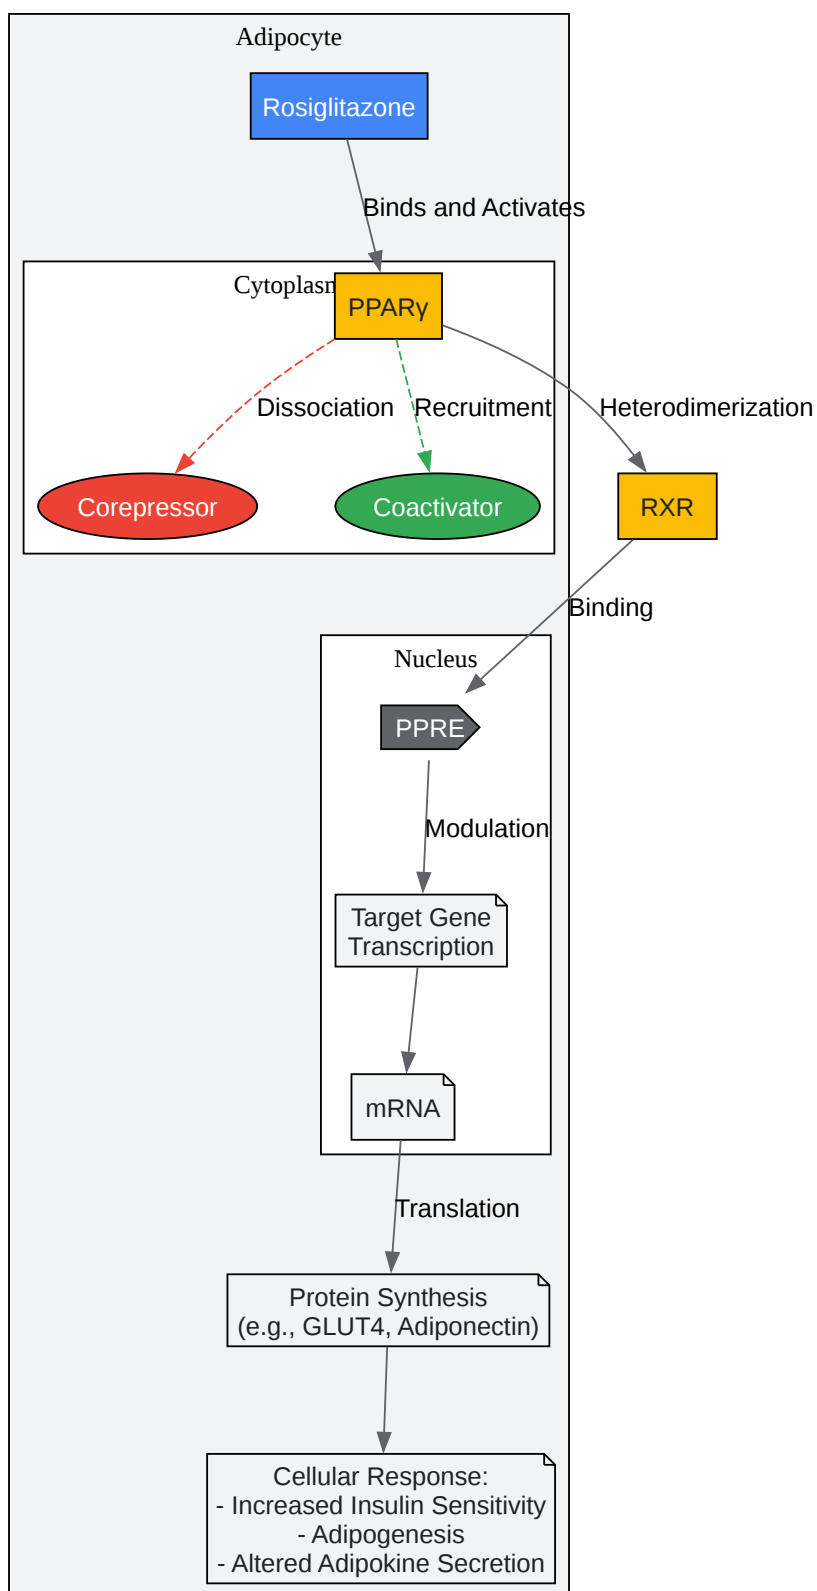 Adipocyte
Rosiglitazone
Binds and Activates
Cytoplasm
PPARγ
Dissociation
Recruitment
Heterodimerization
Corepressor
Coactivator
RXR
Binding
Nucleus
PPRE
Modulation
Target Gene
Transcription
mRNA
Translation
Protein Synthesis
(e.g., GLUT4, Adiponectin)
Cellular Response:
- Increased Insulin Sensitivity
- Adipogenesis
- Altered Adipokine Secretion